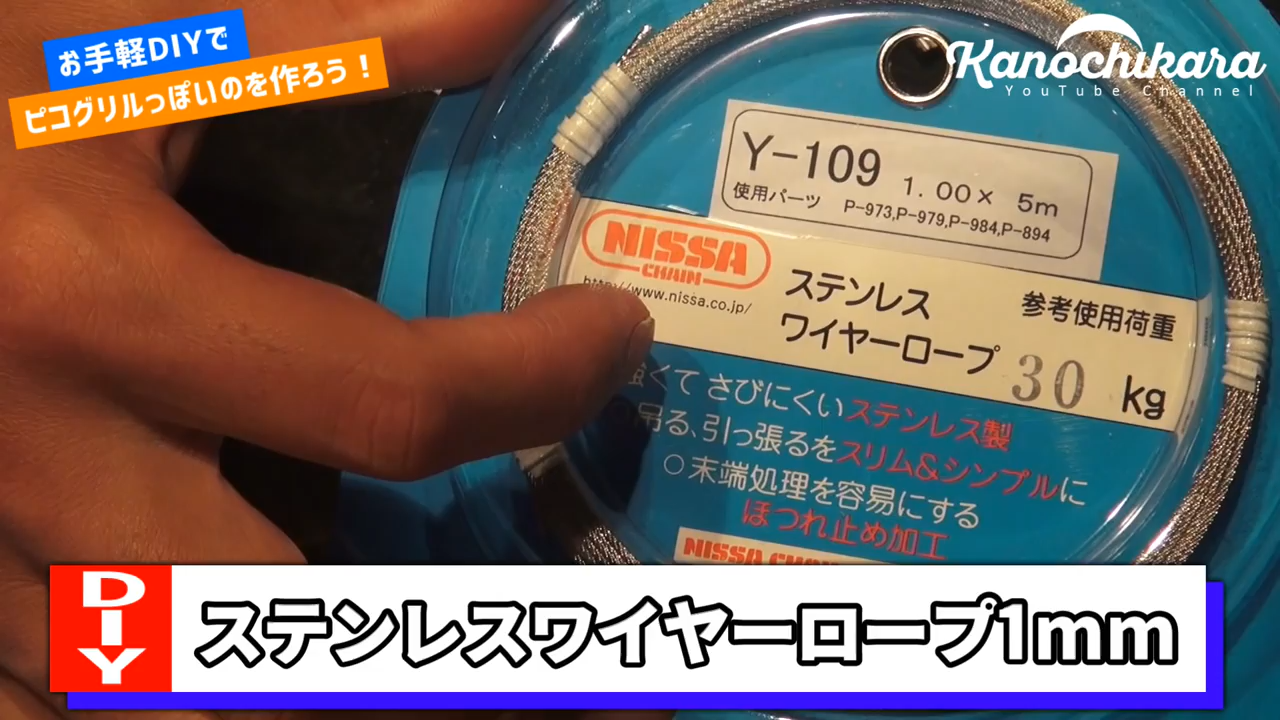 お手軽DIYで
ピコグリルっぽいのを作ろう！
Kanochikara
YouTube Channel
Y-109 1.00× 5m
使用パーツ P-973,P-979,P-984,P-894
NISSA
CHAIN
http://www.nissa.co.jp/
ステンレス
ワイヤーロープ
参考使用荷重
30 kg
強くて さびにくいステンレス製
吊る、引っ張るをスリム&シンプルに
○末端処理を容易にする
ほつれ止め加工
NISSA CHAIN
DIY
ステンレスワイヤーロープ1mm